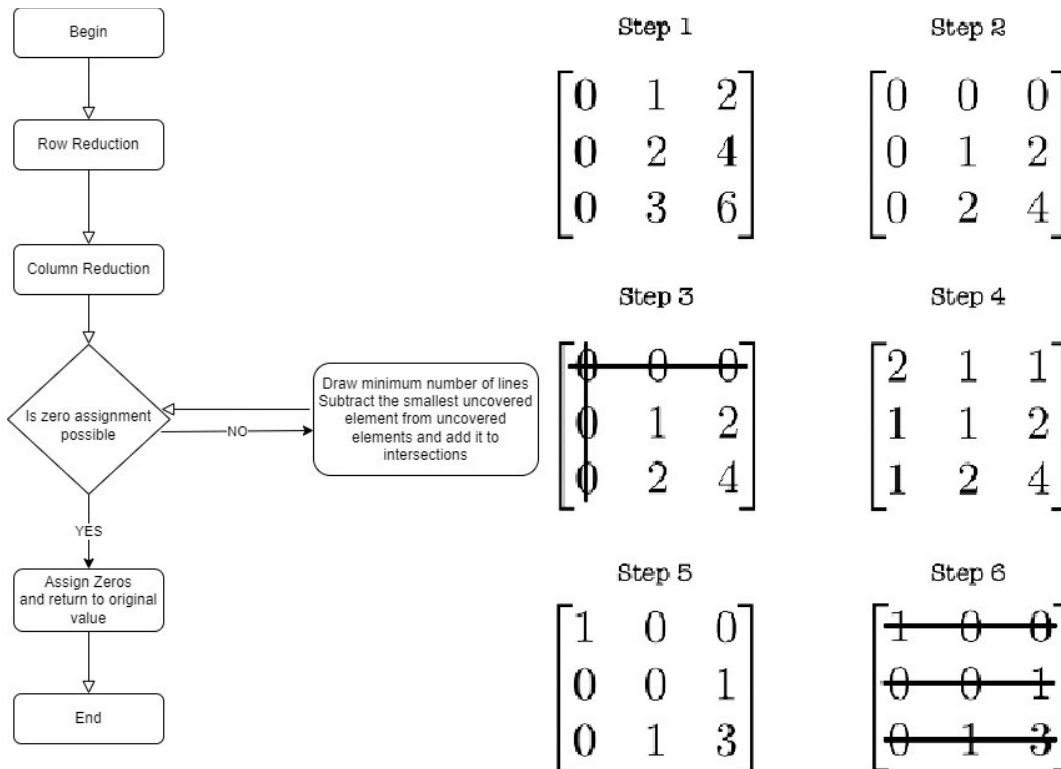 Begin
Row Reduction
Column Reduction
Is zero assignment
possible
NO
Draw minimum number of lines
Subtract the smallest uncovered
element from uncovered
elements and add it to
intersections
YES
Assign Zeros
and return to original
value
End
Step 1
0 1 2
0 2 4
0 3 6
Step 2
0 0 0
0 1 2
0 2 4
Step 3
0 0 0
0 1 2
0 2 4
Step 4
2 1 1
1 1 2
1 2 4
Step 5
1 0 0
0 0 1
0 1 3
Step 6
1 0 0
0 0 1
0 1 3